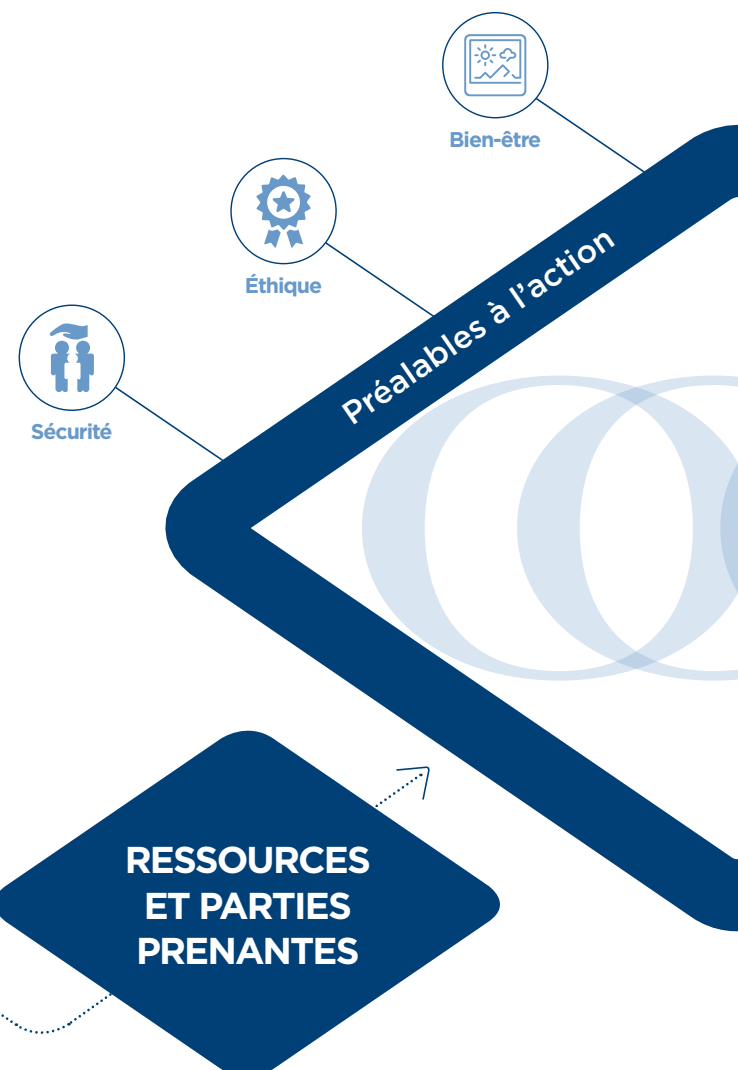 Bien-être
Éthique
Préalables à l’action
Sécurité
RESSOURCES
ET PARTIES
PRENANTES